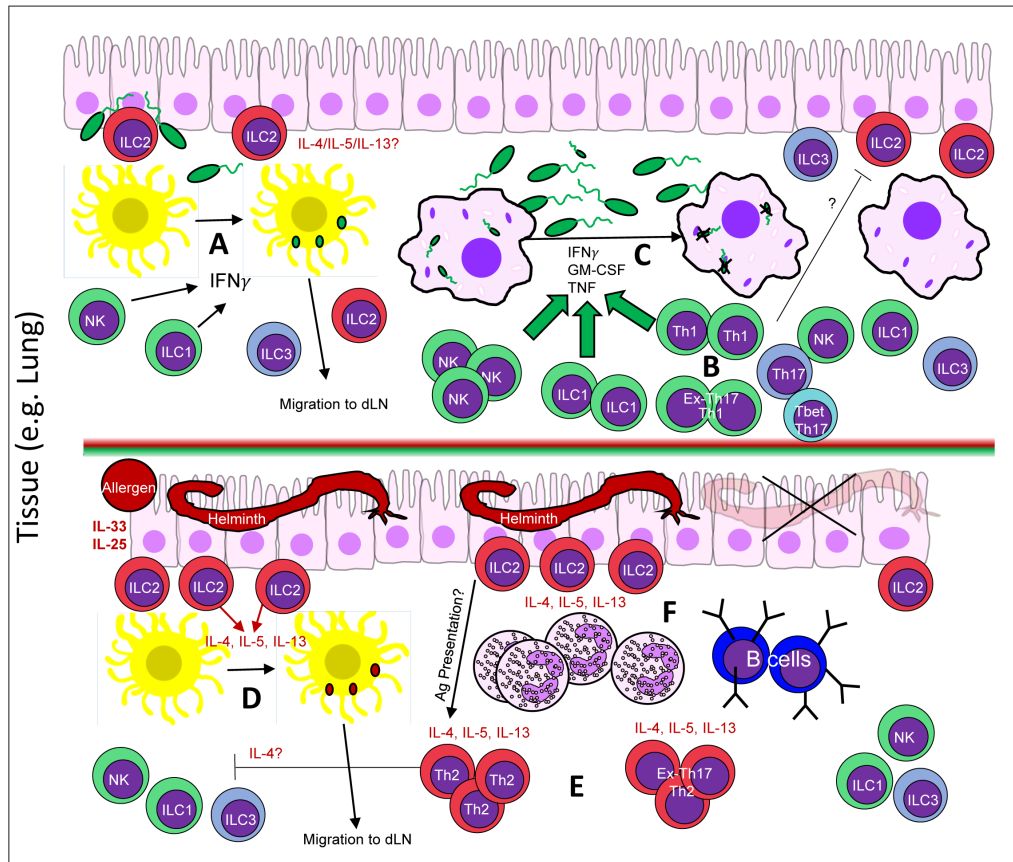 Tissue (e.g. Lung)
ILC2
ILC2
IL-4/IL-5/IL-13?
ILC3
ILC2
ILC2
?
A
IFNγ
NK
ILC1
ILC3
ILC2
Migration to dLN
C
IFNγ
GM-CSF
TNF
NK
NK
NK
ILC1
ILC1
Th1
Th1
B
Ex-Th17
Th1
Th17
Tbet
Th17
NK
ILC1
ILC3
Allergen
IL-33
IL-25
Helminth
Helminth
ILC2
ILC2
ILC2
ILC2
ILC2
ILC2
ILC2
IL-4, IL-5, IL-13
D
Ag Presentation?
IL-4, IL-5, IL-13
F
B cells
IL-4?
IL-4, IL-5, IL-13
Th2
Th2
Th2
E
IL-4, IL-5, IL-13
Ex-Th17
Th2
NK
ILC1
ILC3
Migration to dLN
NK
ILC1
ILC3